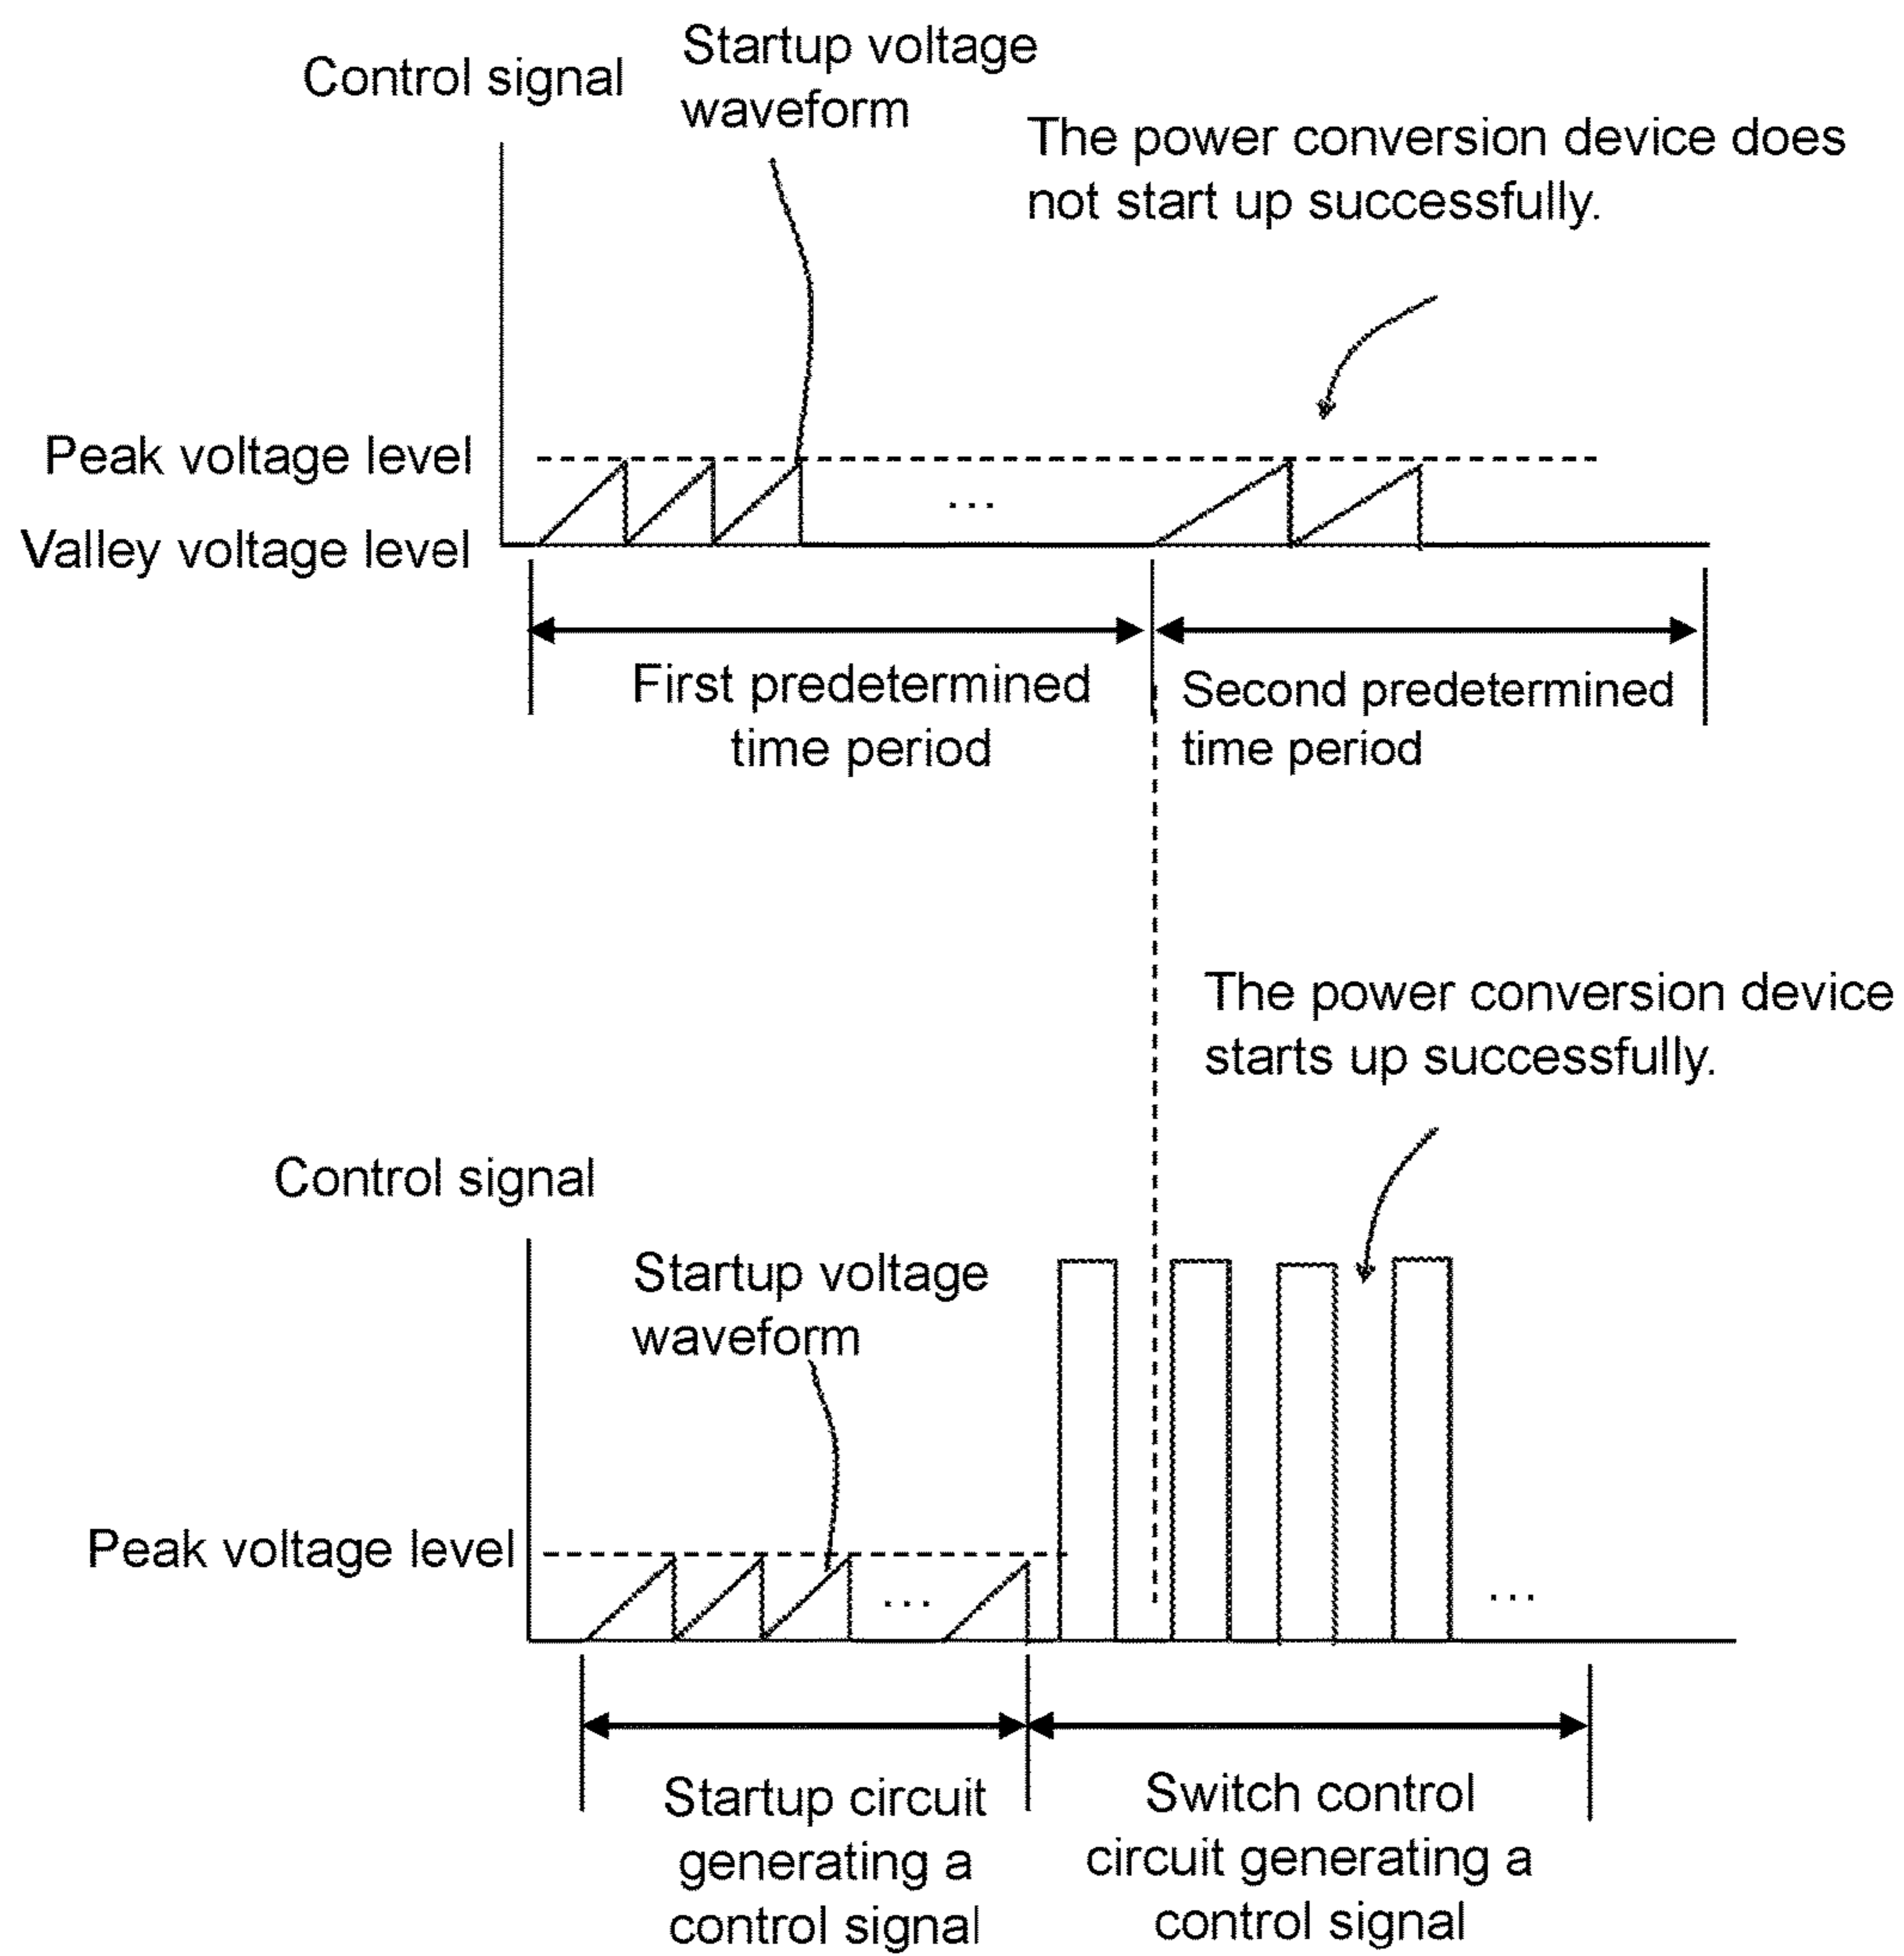 Control signal
Startup voltage
waveform
The power conversion device does
not start up successfully.
Peak voltage level
...
Valley voltage level
First predetermined
time period
Second predetermined
time period
The power conversion device
starts up successfully.
Control signal
Startup voltage
waveform
Peak voltage level
...
...
Startup circuit
generating a
control signal
Switch control
circuit generating a
control signal